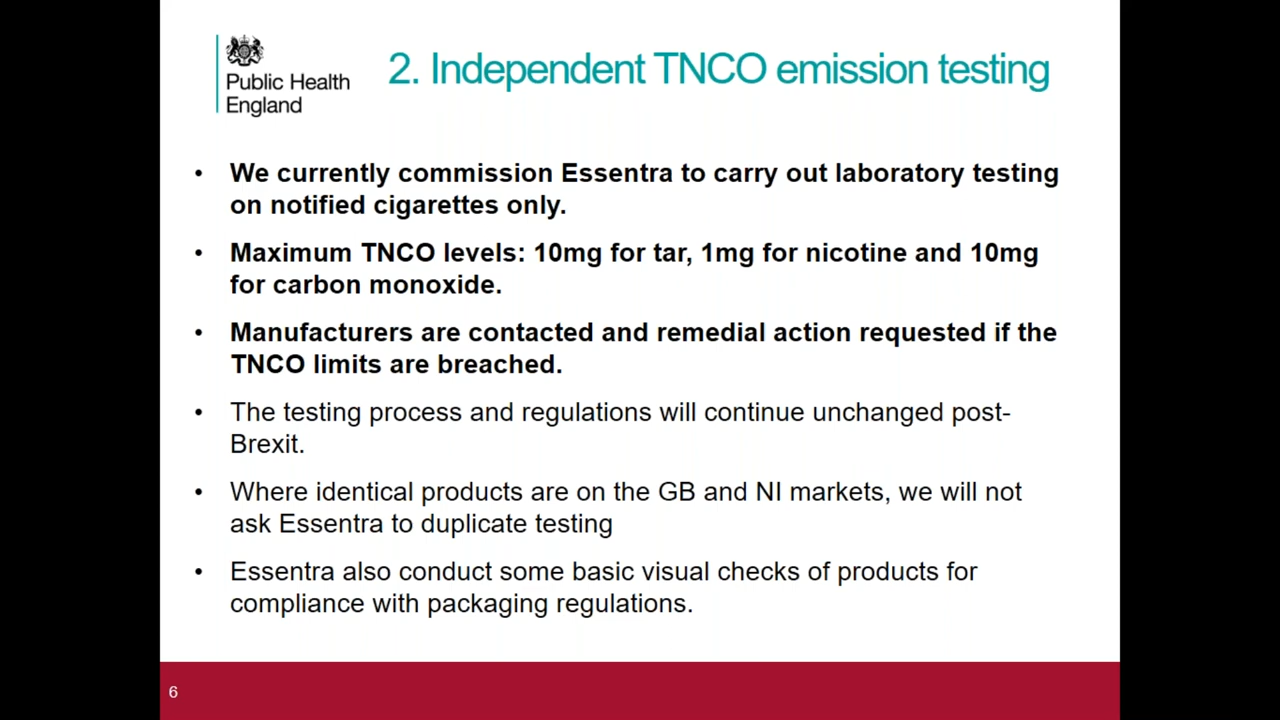 Public Health
England
2. Independent TNCO emission testing
• We currently commission Essentra to carry out laboratory testing
on notified cigarettes only.
• Maximum TNCO levels: 10mg for tar, 1mg for nicotine and 10mg
for carbon monoxide.
• Manufacturers are contacted and remedial action requested if the
TNCO limits are breached.
• The testing process and regulations will continue unchanged post-
Brexit.
• Where identical products are on the GB and NI markets, we will not
ask Essentra to duplicate testing
• Essentra also conduct some basic visual checks of products for
compliance with packaging regulations.
6